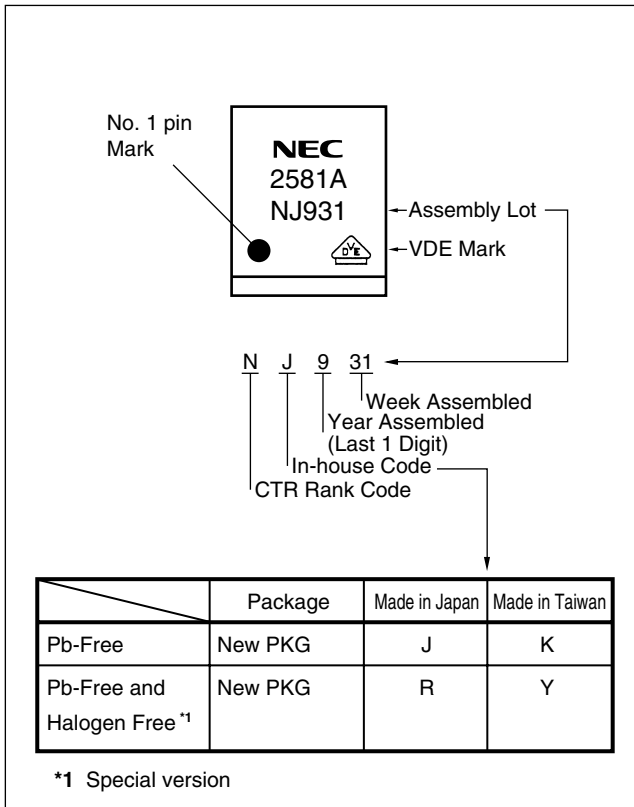 No. 1 pin
Mark
NEC
2581A
NJ931
Assembly Lot
VDE Mark
DVE
N J 9 31
Week Assembled
Year Assembled
(Last 1 Digit)
In-house Code
CTR Rank Code
Package Made in Japan Made in Taiwan
Pb-Free New PKG J K
Pb-Free and
Halogen Free *1 New PKG R Y
*1 Special version